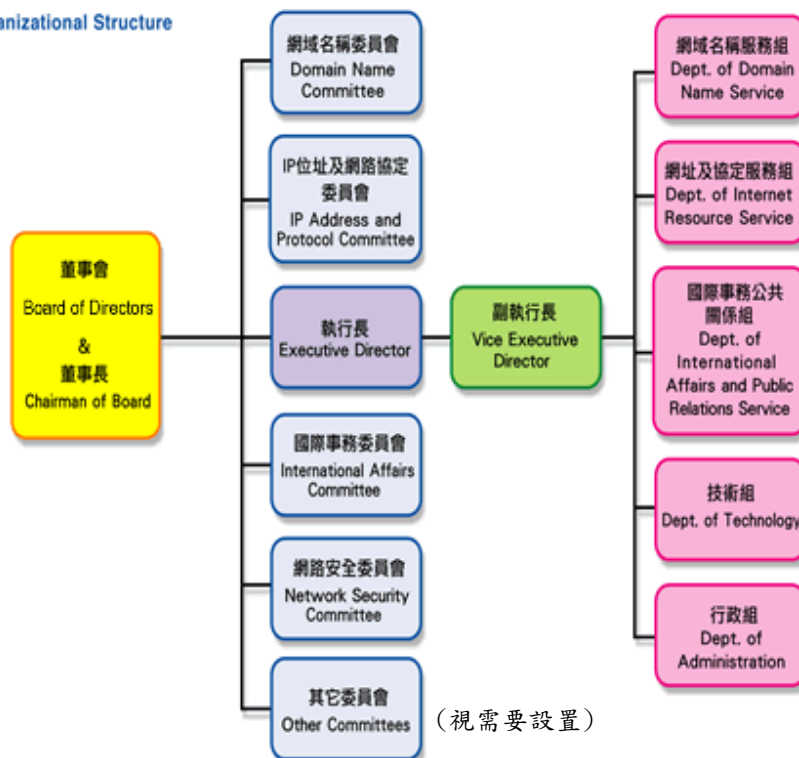 anizational Structure
董事會
Board of Directors
&
董事長
Chairman of Board
網域名稱委員會
Domain Name
Committee
IP位址及網路協定
委員會
IP Address and
Protocol Committee
執行長
Executive Director
國際事務委員會
International Affairs
Committee
網路安全委員會
Network Security
Committee
其它委員會
Other Committees
(視需要設置)
副執行長
Vice Executive
Director
網域名稱服務組
Dept. of Domain
Name Service
網址及協定服務組
Dept. of Internet
Resource Service
國際事務公共
關係組
Dept. of
International
Affairs and Public
Relations Service
技術組
Dept. of Technology
行政組
Dept. of
Administration